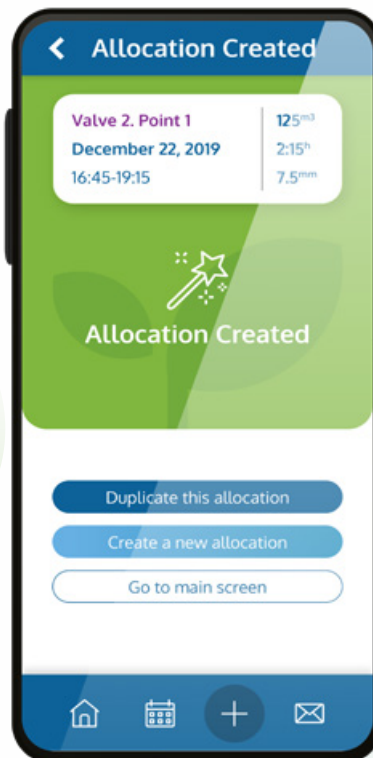 Allocation Created
Valve 2. Point 1
125m3
December 22, 2019
2:15h
16:45-19:15
7.5mm
Allocation Created
Duplicate this allocation
Create a new allocation
Go to main screen